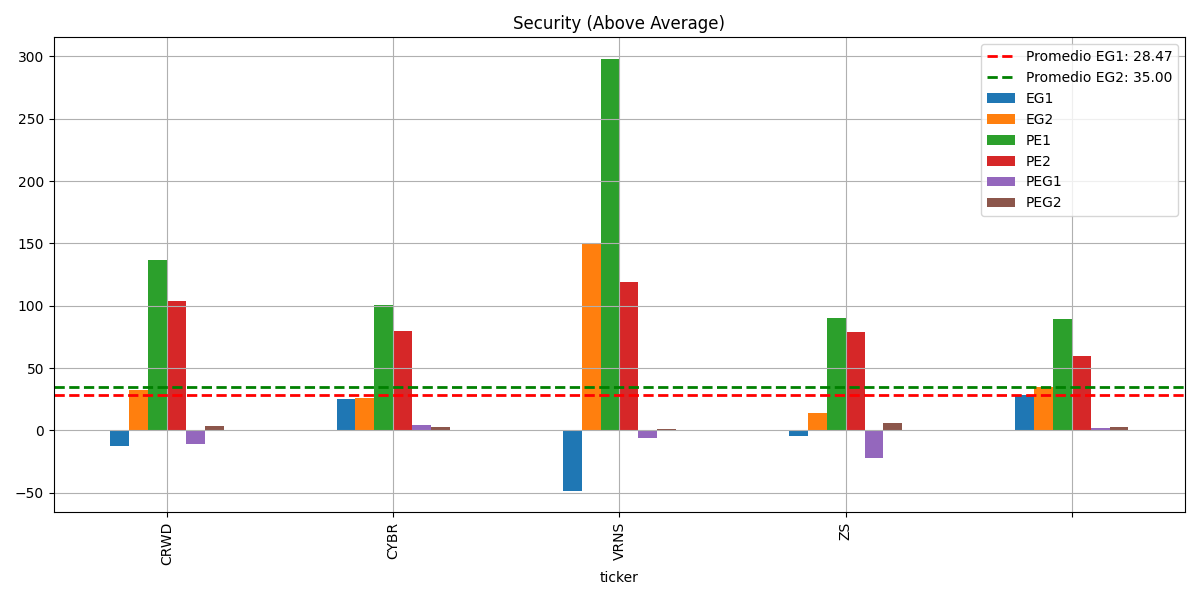 Security (Above Average)
300
250
200
150
100
50
0
−50
Promedio EG1: 28.47
Promedio EG2: 35.00
EG1
EG2
PE1
PE2
PEG1
PEG2
CRWD
CYBR
VRNS
ZS
ticker